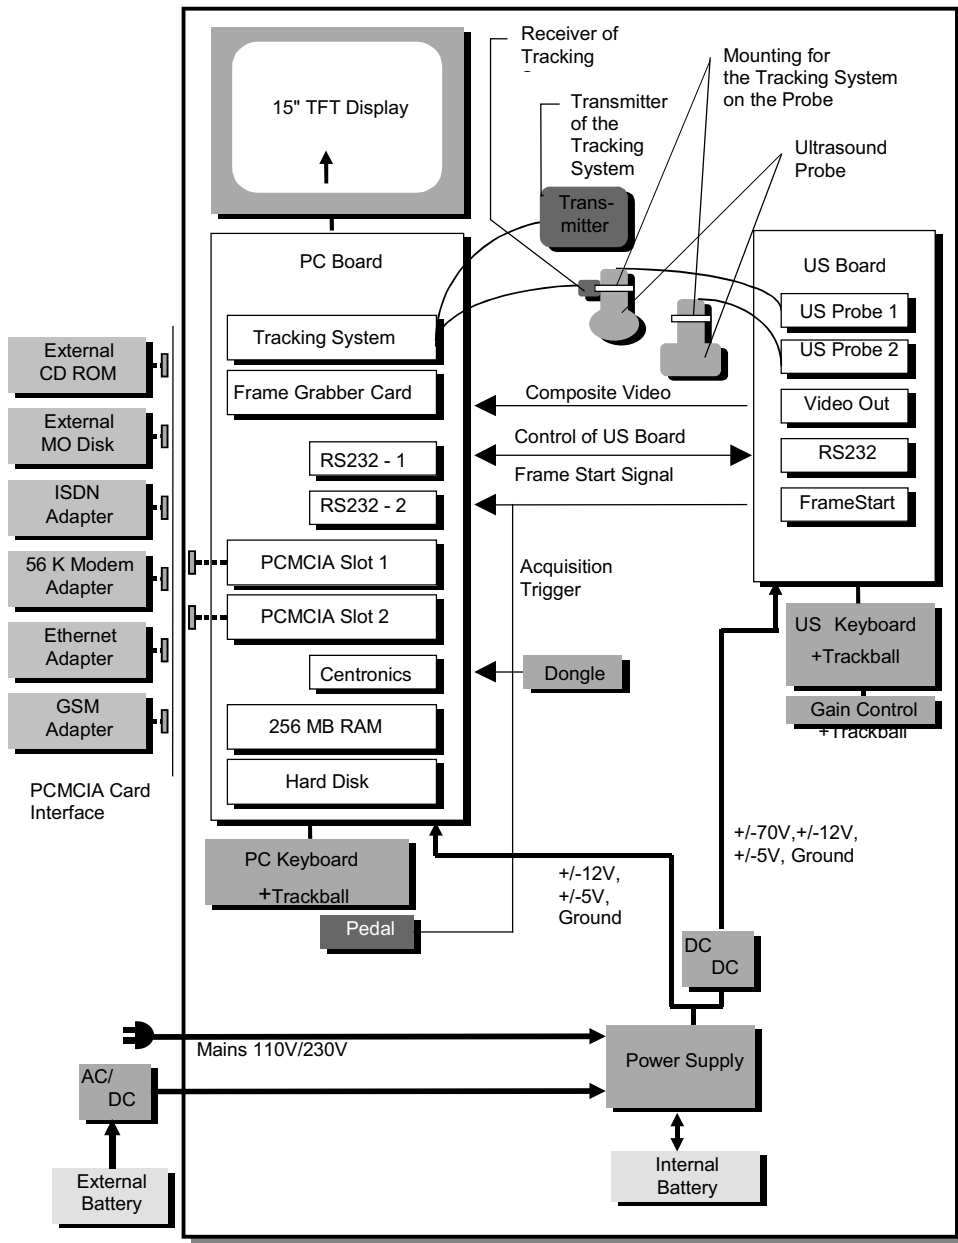 Receiver of
Tracking
Mounting for
the Tracking System
on the Probe
15" TFT Display
Transmitter
of the
Tracking
System
Ultrasound
Probe
Trans-
mitter
PC Board
US Board
US Probe 1
Tracking System
US Probe 2
External
CD ROM
Frame Grabber Card
Composite Video
Video Out
External
MO Disk
Control of US Board
RS232 - 1
RS232
Frame Start Signal
ISDN
Adapter
RS232 - 2
FrameStart
56 K Modem
Adapter
PCMCIA Slot 1
Acquisition
Trigger
PCMCIA Slot 2
Ethernet
Adapter
US Keyboard
+Trackball
Centronics
Dongle
GSM
Adapter
Gain Control
+Trackball
256 MB RAM
Hard Disk
PCMCIA Card
Interface
+/-70V,+/-12V,
+/-5V, Ground
PC Keyboard
+Trackball
+/-12V,
+/-5V,
Ground
Pedal
DC
DC
Mains 110V/230V
Power Supply
AC/
DC
External
Battery
Internal
Battery